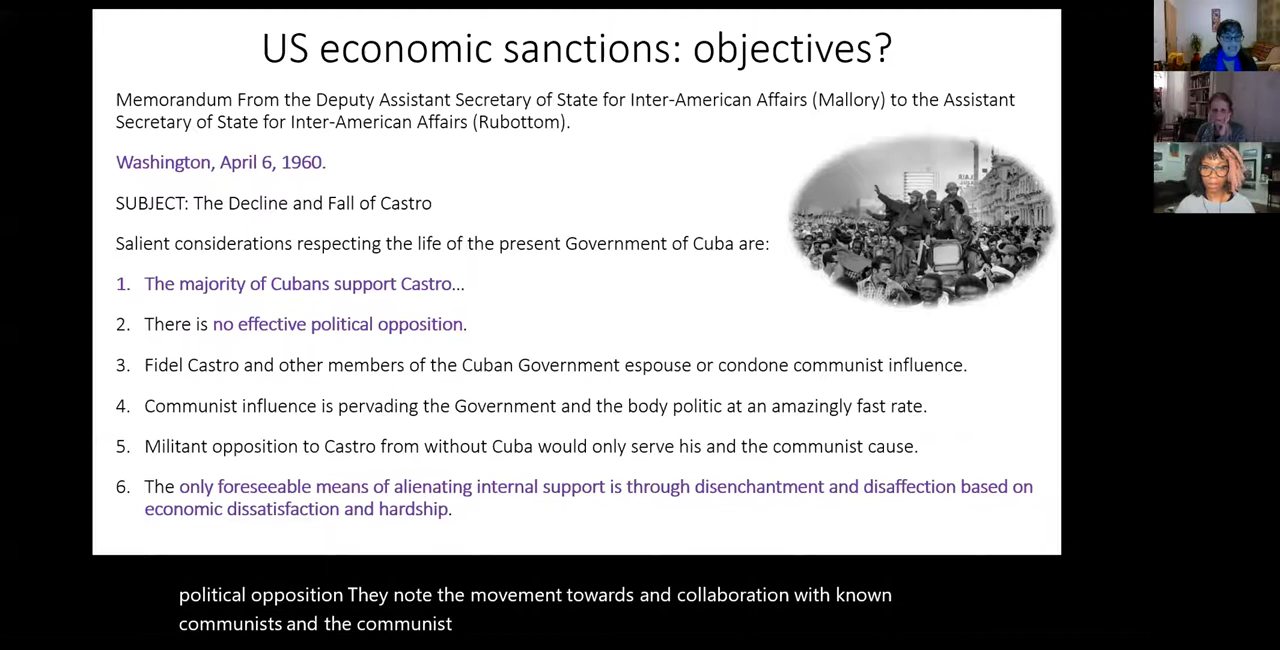 US economic sanctions: objectives?
Memorandum From the Deputy Assistant Secretary of State for Inter-American Affairs (Mallory) to the Assistant
Secretary of State for Inter-American Affairs (Rubottom).
Washington, April 6, 1960.
SUBJECT: The Decline and Fall of Castro
Salient considerations respecting the life of the present Government of Cuba are:
1. The majority of Cubans support Castro...
2. There is no effective political opposition.
3. Fidel Castro and other members of the Cuban Government espouse or condone communist influence.
4. Communist influence is pervading the Government and the body politic at an amazingly fast rate.
5. Militant opposition to Castro from without Cuba would only serve his and the communist cause.
6. The only foreseeable means of alienating internal support is through disenchantment and disaffection based on
economic dissatisfaction and hardship.
political opposition They note the movement towards and collaboration with known
communists and the communist